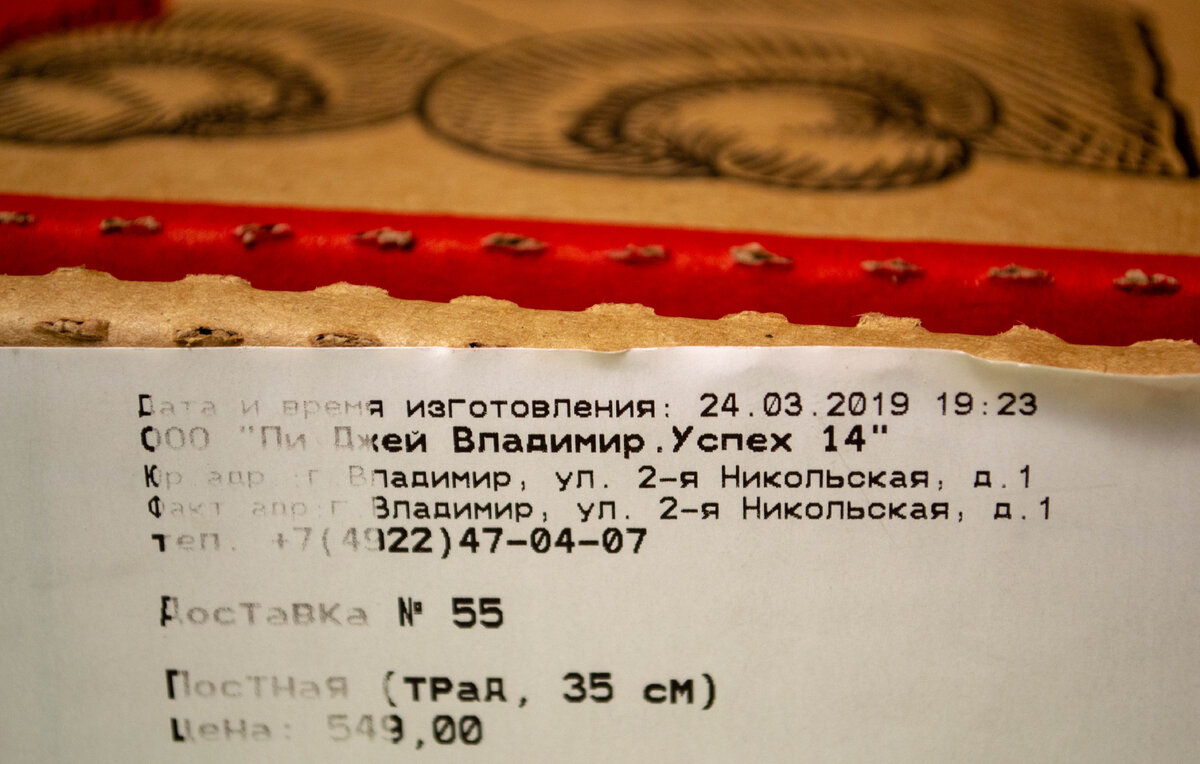 Дата и время изготовления: 24.03.2019 19:23
ООО "Пи Джей Владимир.Успех 14"
Юр адр :г Владимир, ул. 2-я Никольская, д.1
Факт адр:г Владимир, ул. 2-я Никольская, д.1
тел. +7(4922)47-04-07
Доставка № 55
Постная (трад, 35 см)
Цена: 549,00